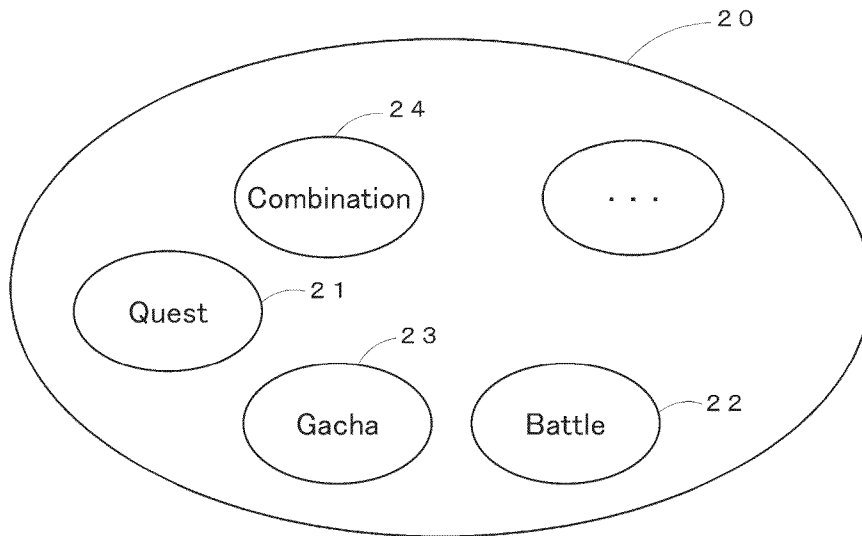 20
24
Combination
. . .
21
Quest
23
Gacha
22
Battle